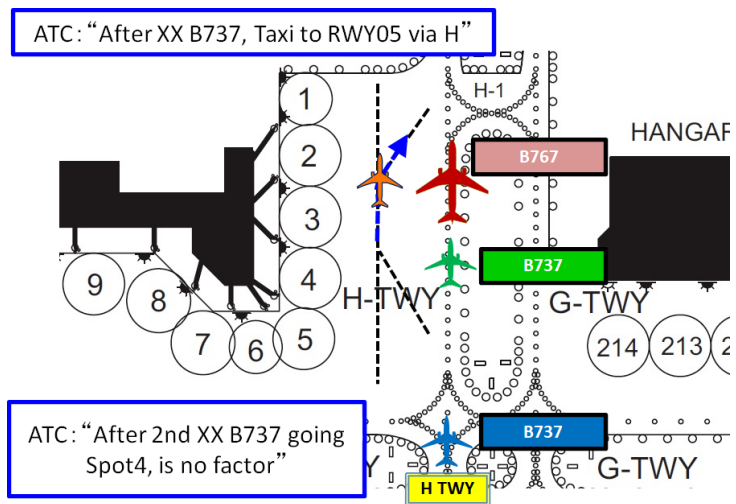 ATC: “After XX B737, Taxi to RWY05 via H”
H-1
1
HANGAR
2
B767
3
4
B737
9
H-TWY
G-TWY
8
5
7
6
214
213
2
ATC: “After 2nd XX B737 going
Spot4, is no factor”
B737
Y
G-TWY
H TWY